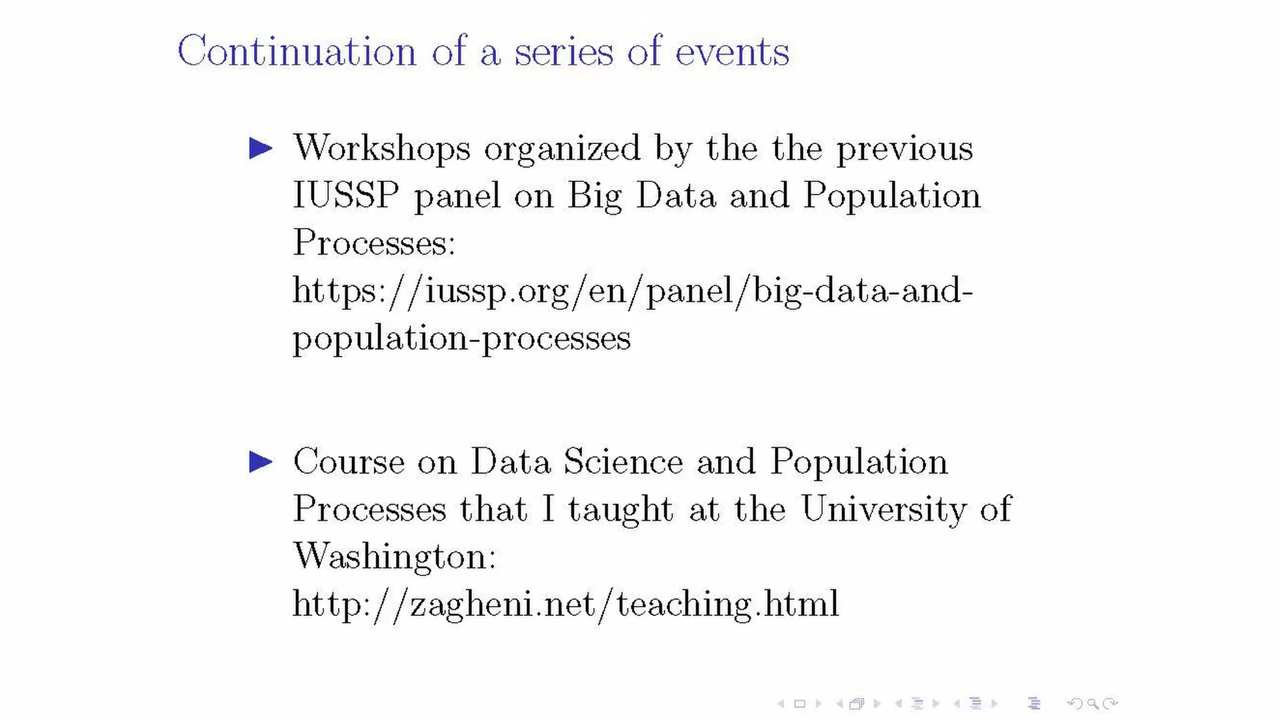 Continuation of a series of events
Workshops organized by the the previous
IUSSP panel on Big Data and Population
Processes:
https://iussp.org/en/panel/big-data-and-
population-processes
Course on Data Science and Population
Processes that I taught at the University of
Washington:
http://zagheni.net/teaching.html